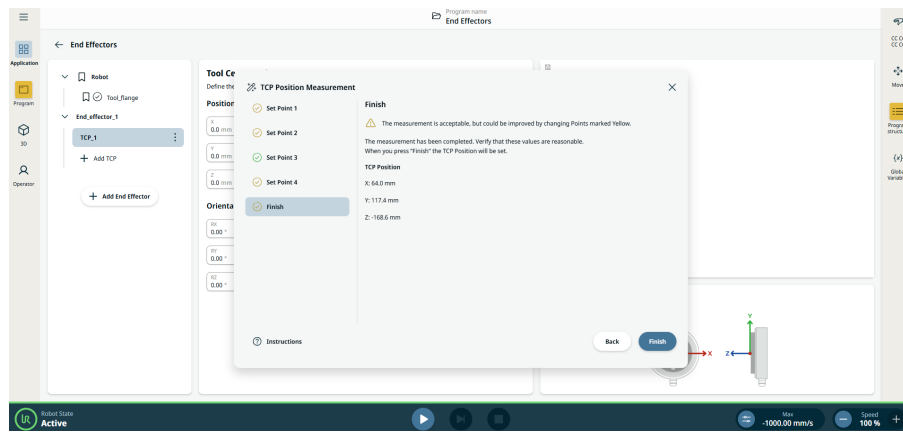 Program name
End Effectors
End Effectors
Application
Program
3D
Operator
Robot
Tool_flange
End_effector_1
TCP_1
Add TCP
Add End Effector
Tool Ce
Define the
Position
X
0.0 mm
Y
0.0 mm
Z
0.0 mm
Orienta
RX
0.00 °
RY
0.00 °
RZ
0.00 °
TCP Position Measurement
Set Point 1
Set Point 2
Set Point 3
Set Point 4
Finish
Instructions
Finish
The measurement is acceptable, but could be improved by changing Points marked Yellow.
The measurement has been completed. Verify that these values are reasonable.
When you press "Finish" the TCP Position will be set.
TCP Position
X: 64.0 mm
Y: 117.4 mm
Z: -168.6 mm
Back
Finish
Y
X
Z
CC C
CC C
Move
Progra
structu
{x}
Globa
Variabl
UR
Robot State
Active
Max
-1000.00 mm/s
Speed
100 %